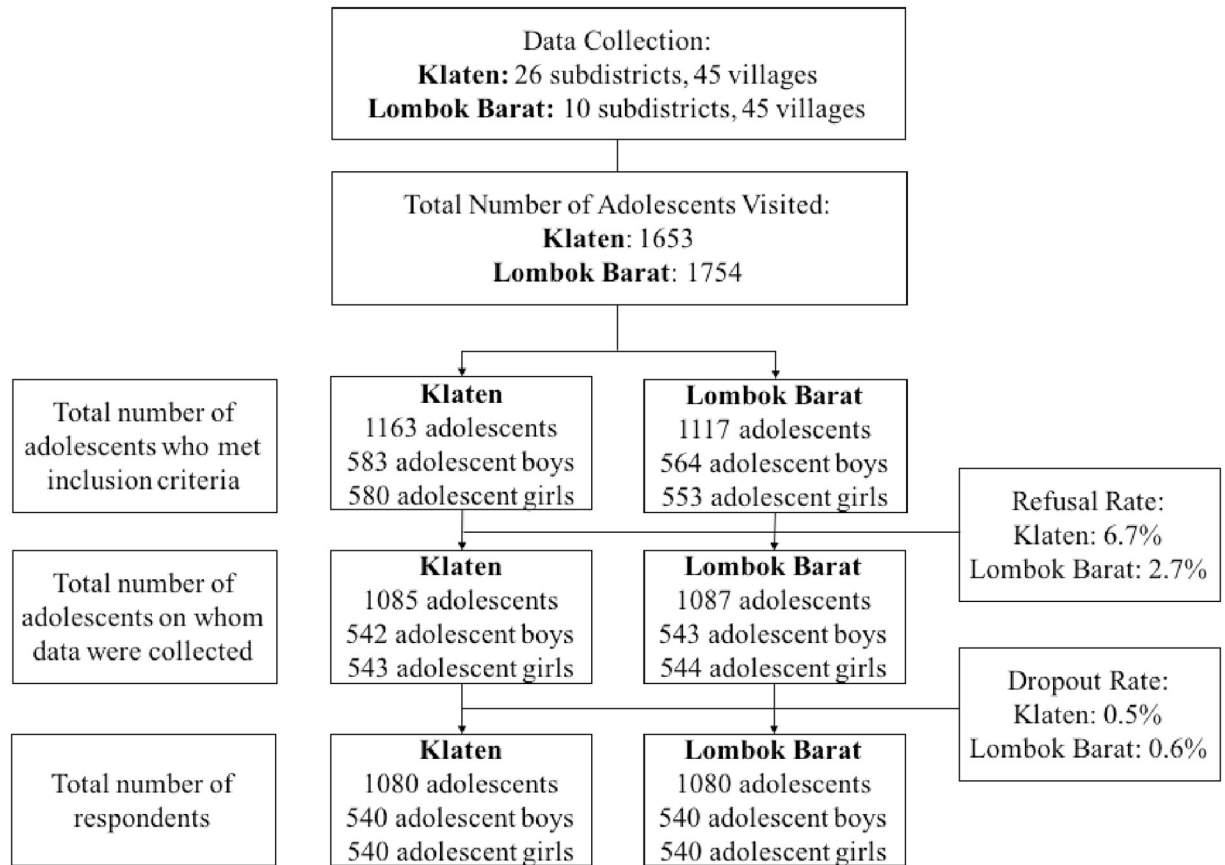 Data Collection:
Klaten: 26 subdistricts, 45 villages
Lombok Barat: 10 subdistricts, 45 villages
Total Number of Adolescents Visited:
Klaten: 1653
Lombok Barat: 1754
Total number of
adolescents who met
inclusion criteria
Klaten
1163 adolescents
583 adolescent boys
580 adolescent girls
Lombok Barat
1117 adolescents
564 adolescent boys
553 adolescent girls
Refusal Rate:
Klaten: 6.7%
Lombok Barat: 2.7%
Total number of
adolescents on whom
data were collected
Klaten
1085 adolescents
542 adolescent boys
543 adolescent girls
Lombok Barat
1087 adolescents
543 adolescent boys
544 adolescent girls
Dropout Rate:
Klaten: 0.5%
Lombok Barat: 0.6%
Total number of
respondents
Klaten
1080 adolescents
540 adolescent boys
540 adolescent girls
Lombok Barat
1080 adolescents
540 adolescent boys
540 adolescent girls